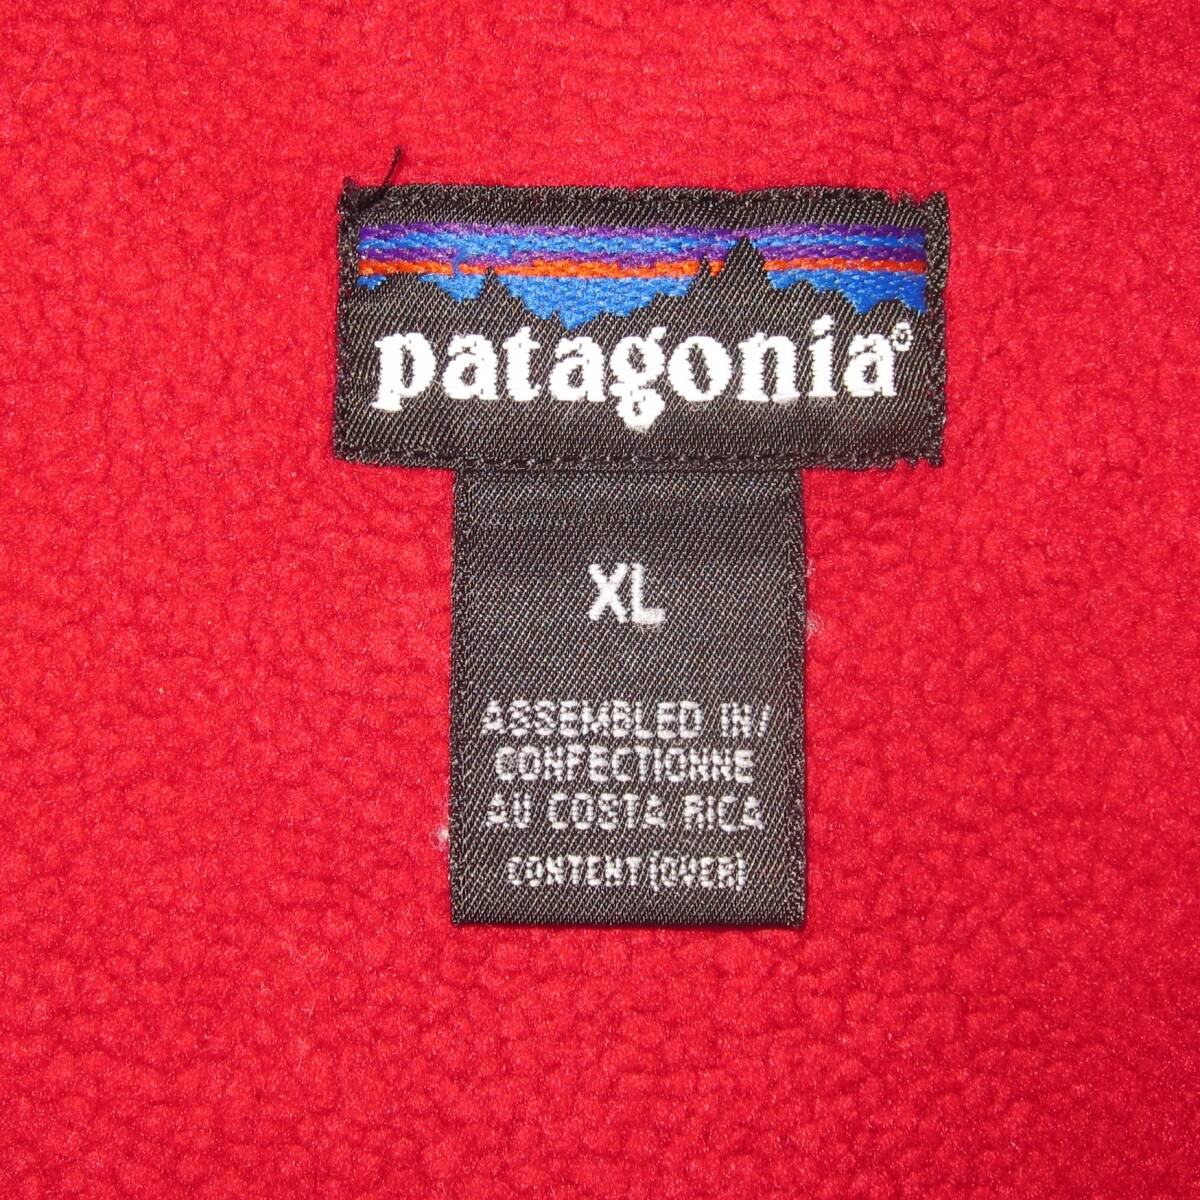 patagonia®
XL
ASSEMBLED IN/
CONFECTIONNE
AU COSTA RICA
CONTENT (OVER)